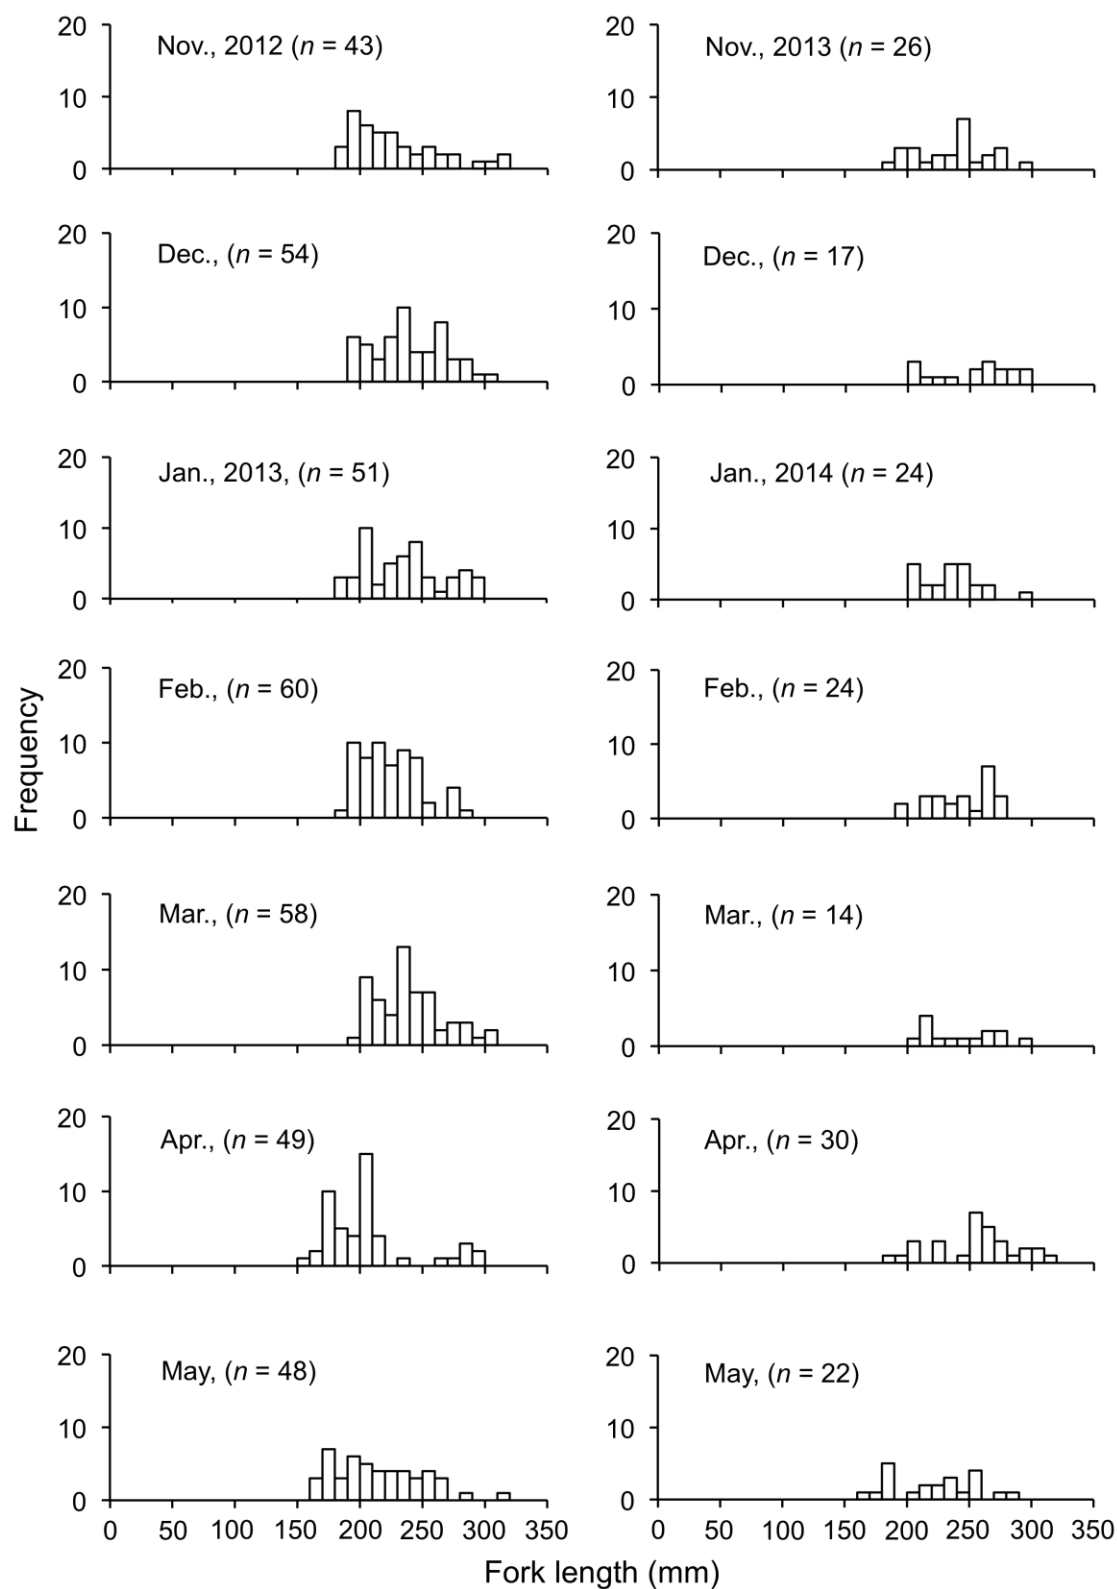 20
10
0
Nov., 2012 (n = 43)
20
10
0
Nov., 2013 (n = 26)
20
10
0
Dec., (n = 54)
20
10
0
Dec., (n = 17)
20
10
0
Jan., 2013, (n = 51)
20
10
0
Jan., 2014 (n = 24)
20
10
0
Feb., (n = 60)
20
10
0
Feb., (n = 24)
Frequency
20
10
0
Mar., (n = 58)
20
10
0
Mar., (n = 14)
20
10
0
Apr., (n = 49)
20
10
0
Apr., (n = 30)
20
10
0
May, (n = 48)
20
10
0
May, (n = 22)
0 50 100 150 200 250 300 350
0 50 100 150 200 250 300 350
Fork length (mm)